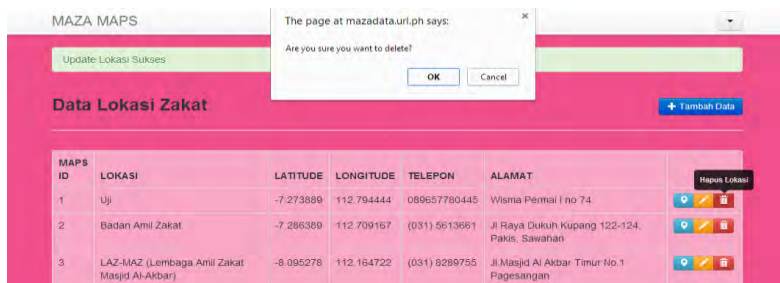 MAZA MAPS
The page at mazadata.url.ph says:
Are you sure you want to delete?
OK Cancel
Update Lokasi Sukses
Data Lokasi Zakat
+ Tambah Data
MAPS ID LOKASI LATITUDE LONGITUDE TELEPON ALAMAT
Hapus Lokasi
1 Uji -7.273889 112.794444 089657780445 Wisma Permai I no 74
2 Badan Amil Zakat -7.286389 112.709167 (031) 5613661 Jl Raya Dukuh Kupang 122-124,
Pakis, Sawahan
3 LAZ-MAZ (Lembaga Amil Zakat -8.095278 112.164722 (031) 8289755 Jl.Masjid Al Akbar Timur No.1
Masjid Al-Akbar) Pagesangan